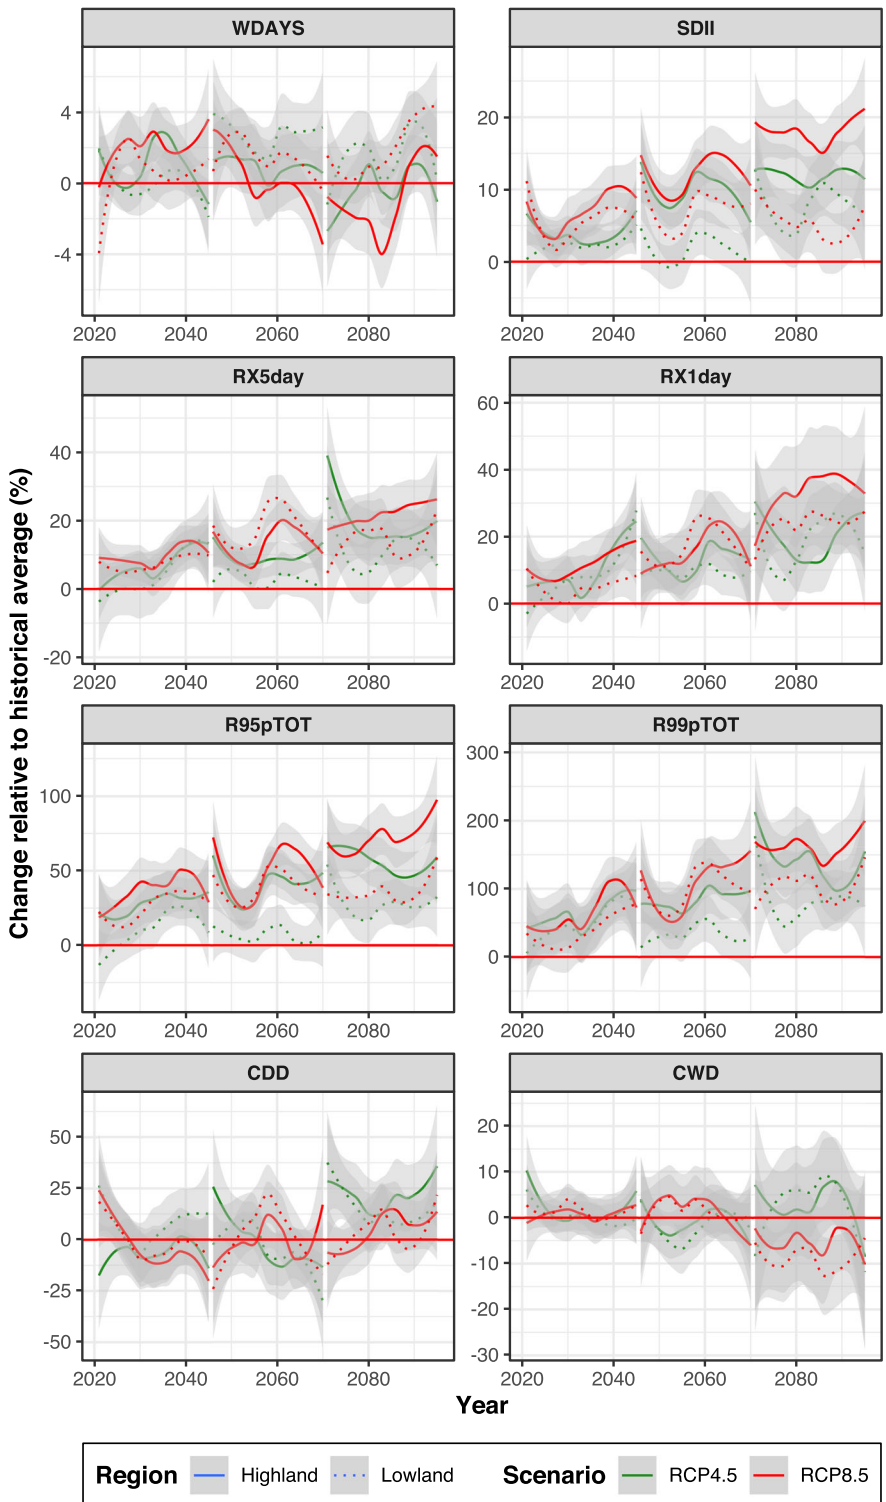 WDAYS
SDII
4
0
-4
20
10
0
2020 2040 2060 2080
2020 2040 2060 2080
RX5day
RX1day
40
20
0
-20
60
40
20
0
2020 2040 2060 2080
2020 2040 2060 2080
Change relative to historical average (%)
R95pTOT
R99pTOT
100
50
0
300
200
100
0
2020 2040 2060 2080
2020 2040 2060 2080
CDD
CWD
50
25
0
-25
-50
20
10
0
-10
-20
-30
2020 2040 2060 2080
2020 2040 2060 2080
Year
Region Highland Lowland Scenario RCP4.5 RCP8.5